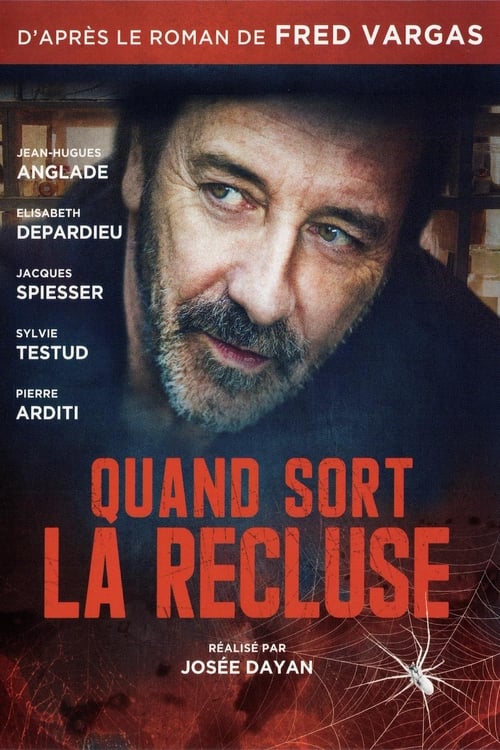 D'APRÈS LE ROMAN DE FRED VARGAS
JEAN-HUGUES
ANGLADE
ELISABETH
DEPARDIEU
JACQUES
SPIESSER
SYLVIE
TESTUD
PIERRE
ARDITI
QUAND SORT
LA RECLUSE
RÉALISÉ PAR
JOSÉE DAYAN